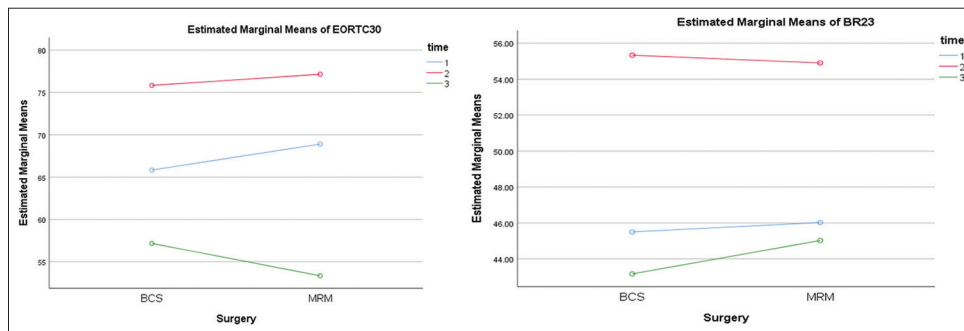 Estimated Marginal Means of EORTC30
time
1
2
3
Estimated Marginal Means
80
75
70
65
60
55
BCS
MRM
Surgery
Estimated Marginal Means of BR23
time
1
2
3
Estimated Marginal Means
56.00
54.00
52.00
50.00
48.00
46.00
44.00
BCS
MRM
Surgery